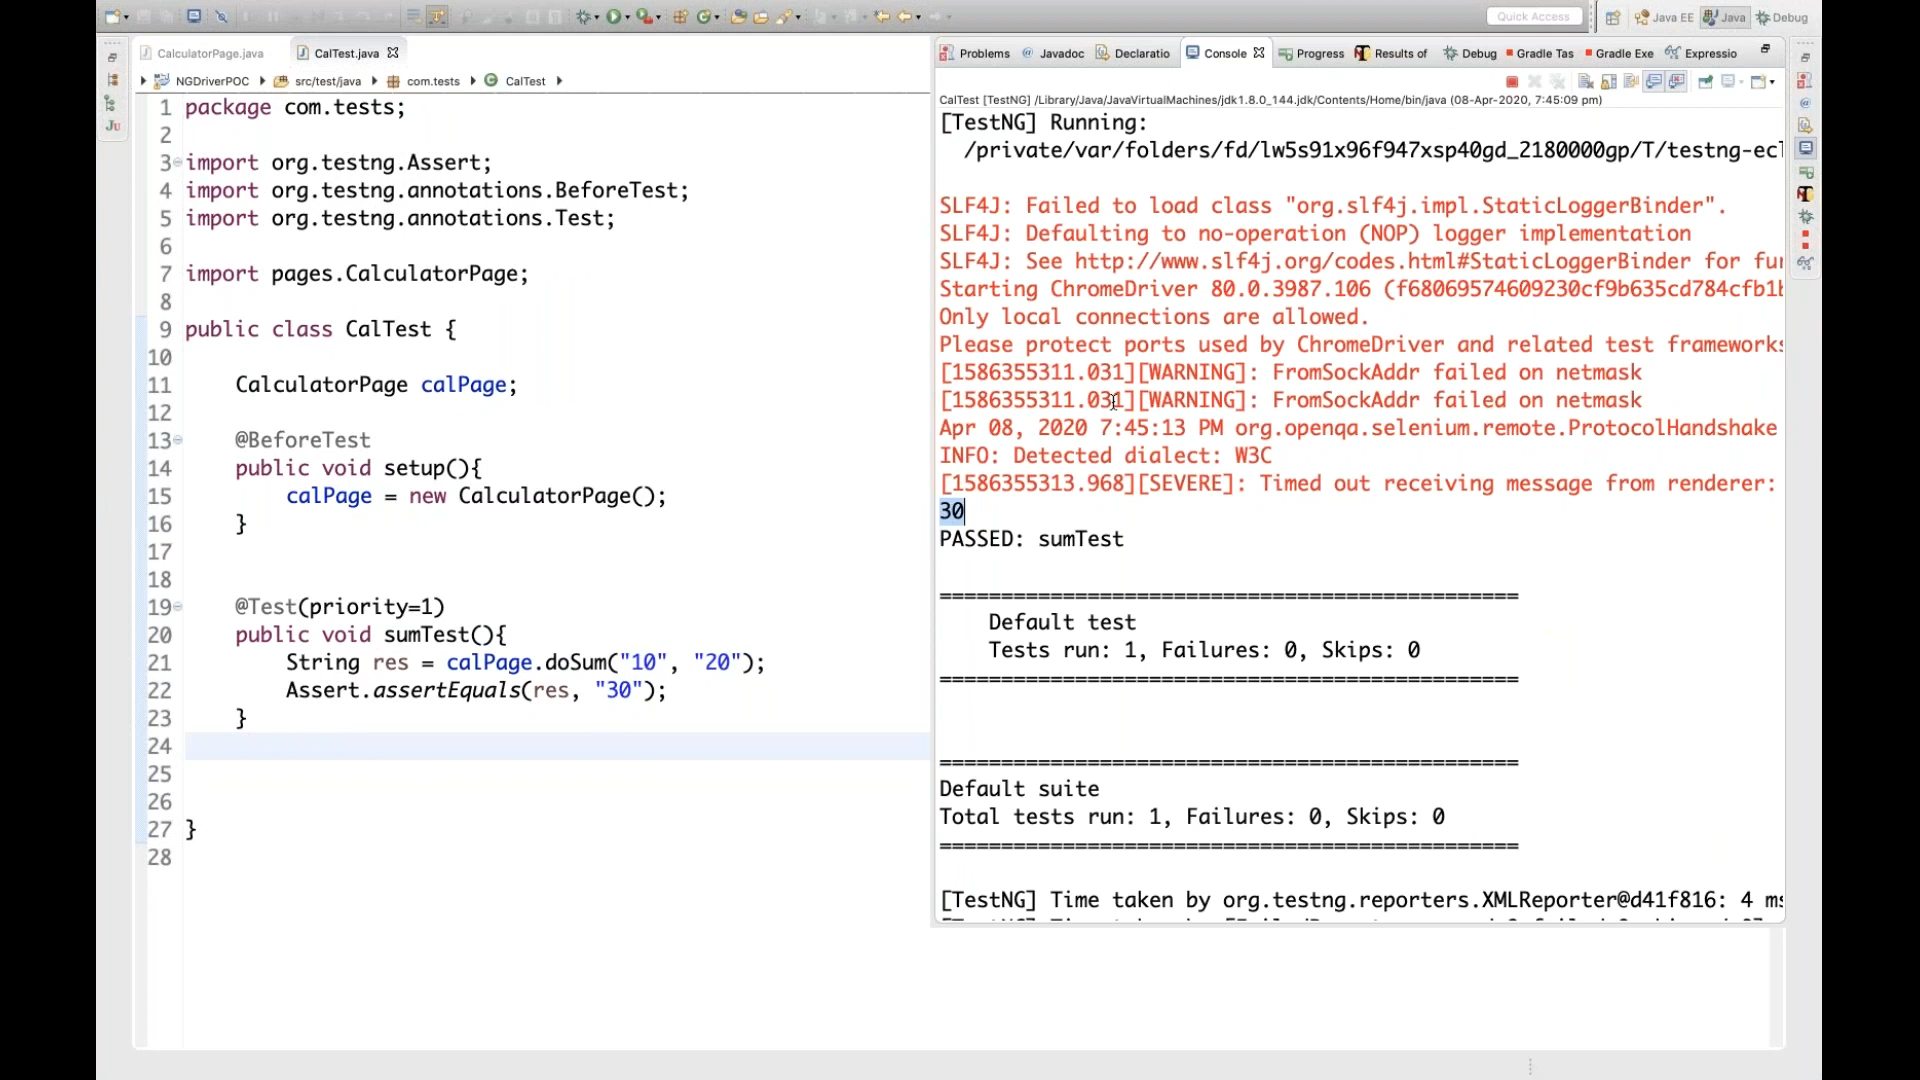 Quick Access
Java EE
Java
Debug
CalculatorPage.java
CalTest.java
NGDriverPOC
src/test/java
com.tests
CalTest
1 package com.tests;
2
3 import org.testng.Assert;
4 import org.testng.annotations.BeforeTest;
5 import org.testng.annotations.Test;
6
7 import pages.CalculatorPage;
8
9 public class CalTest {
10
11 CalculatorPage calPage;
12
13 @BeforeTest
14 public void setup(){
15 calPage = new CalculatorPage();
16 }
17
18
19 @Test(priority=1)
20 public void sumTest(){
21 String res = calPage.doSum("10", "20");
22 Assert.assertEquals(res, "30");
23 }
24
25
26
27 }
28
Problems
@ Javadoc
Declaratio
Console
Progress
Results of
Debug
Gradle Tas
Gradle Exe
Expressio
CalTest [TestNG] /Library/Java/JavaVirtualMachines/jdk1.8.0_144.jdk/Contents/Home/bin/java (08-Apr-2020, 7:45:09 pm)
[TestNG] Running:
/private/var/folders/fd/lw5s91x96f947xsp40gd_2180000gp/T/testng-ecl
SLF4J: Failed to load class "org.slf4j.impl.StaticLoggerBinder".
SLF4J: Defaulting to no-operation (NOP) logger implementation
SLF4J: See http://www.slf4j.org/codes.html#StaticLoggerBinder for fur
Starting ChromeDriver 80.0.3987.106 (f68069574609230cf9b635cd784cfb1b
Only local connections are allowed.
Please protect ports used by ChromeDriver and related test frameworks
[1586355311.031][WARNING]: FromSockAddr failed on netmask
[1586355311.031][WARNING]: FromSockAddr failed on netmask
Apr 08, 2020 7:45:13 PM org.openqa.selenium.remote.ProtocolHandshake
INFO: Detected dialect: W3C
[1586355313.968][SEVERE]: Timed out receiving message from renderer:
30
PASSED: sumTest
===============================================
Default test
Tests run: 1, Failures: 0, Skips: 0
===============================================
===============================================
Default suite
Total tests run: 1, Failures: 0, Skips: 0
===============================================
[TestNG] Time taken by org.testng.reporters.XMLReporter@d41f816: 4 ms